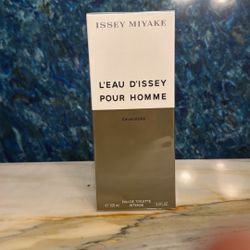 ISSEY MIYAKE
L'EAU D'ISSEY
POUR HOMME
EAU DE TOILETTE
INTENSE